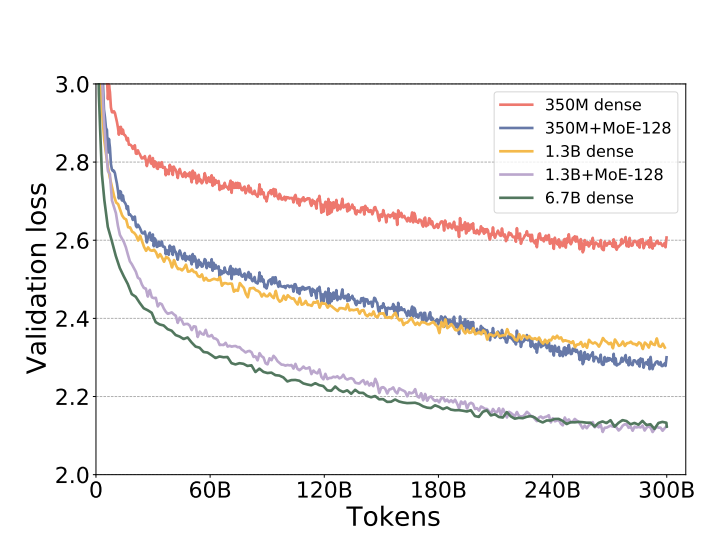 3.0
2.8
2.6
2.4
2.2
2.0
Validation loss
350M dense
350M+MoE-128
1.3B dense
1.3B+MoE-128
6.7B dense
0 60B 120B 180B 240B 300B
Tokens